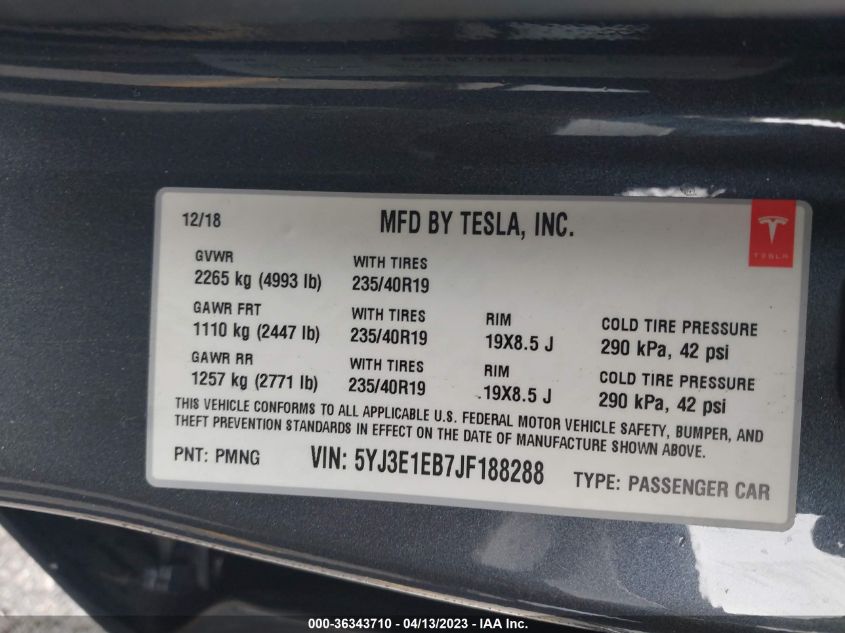 12/18 MFD BY TESLA, INC.
TESLA
GVWR WITH TIRES
2265 kg (4993 lb) 235/40R19
GAWR FRT WITH TIRES RIM COLD TIRE PRESSURE
1110 kg (2447 lb) 235/40R19 19X8.5 J 290 kPa, 42 psi
GAWR RR WITH TIRES RIM COLD TIRE PRESSURE
1257 kg (2771 lb) 235/40R19 19X8.5 J 290 kPa, 42 psi
THIS VEHICLE CONFORMS TO ALL APPLICABLE U.S. FEDERAL MOTOR VEHICLE SAFETY, BUMPER, AND
THEFT PREVENTION STANDARDS IN EFFECT ON THE DATE OF MANUFACTURE SHOWN ABOVE.
PNT: PMNG VIN: 5YJ3E1EB7JF188288 TYPE: PASSENGER CAR
000-36343710 - 04/13/2023 - IAA Inc.